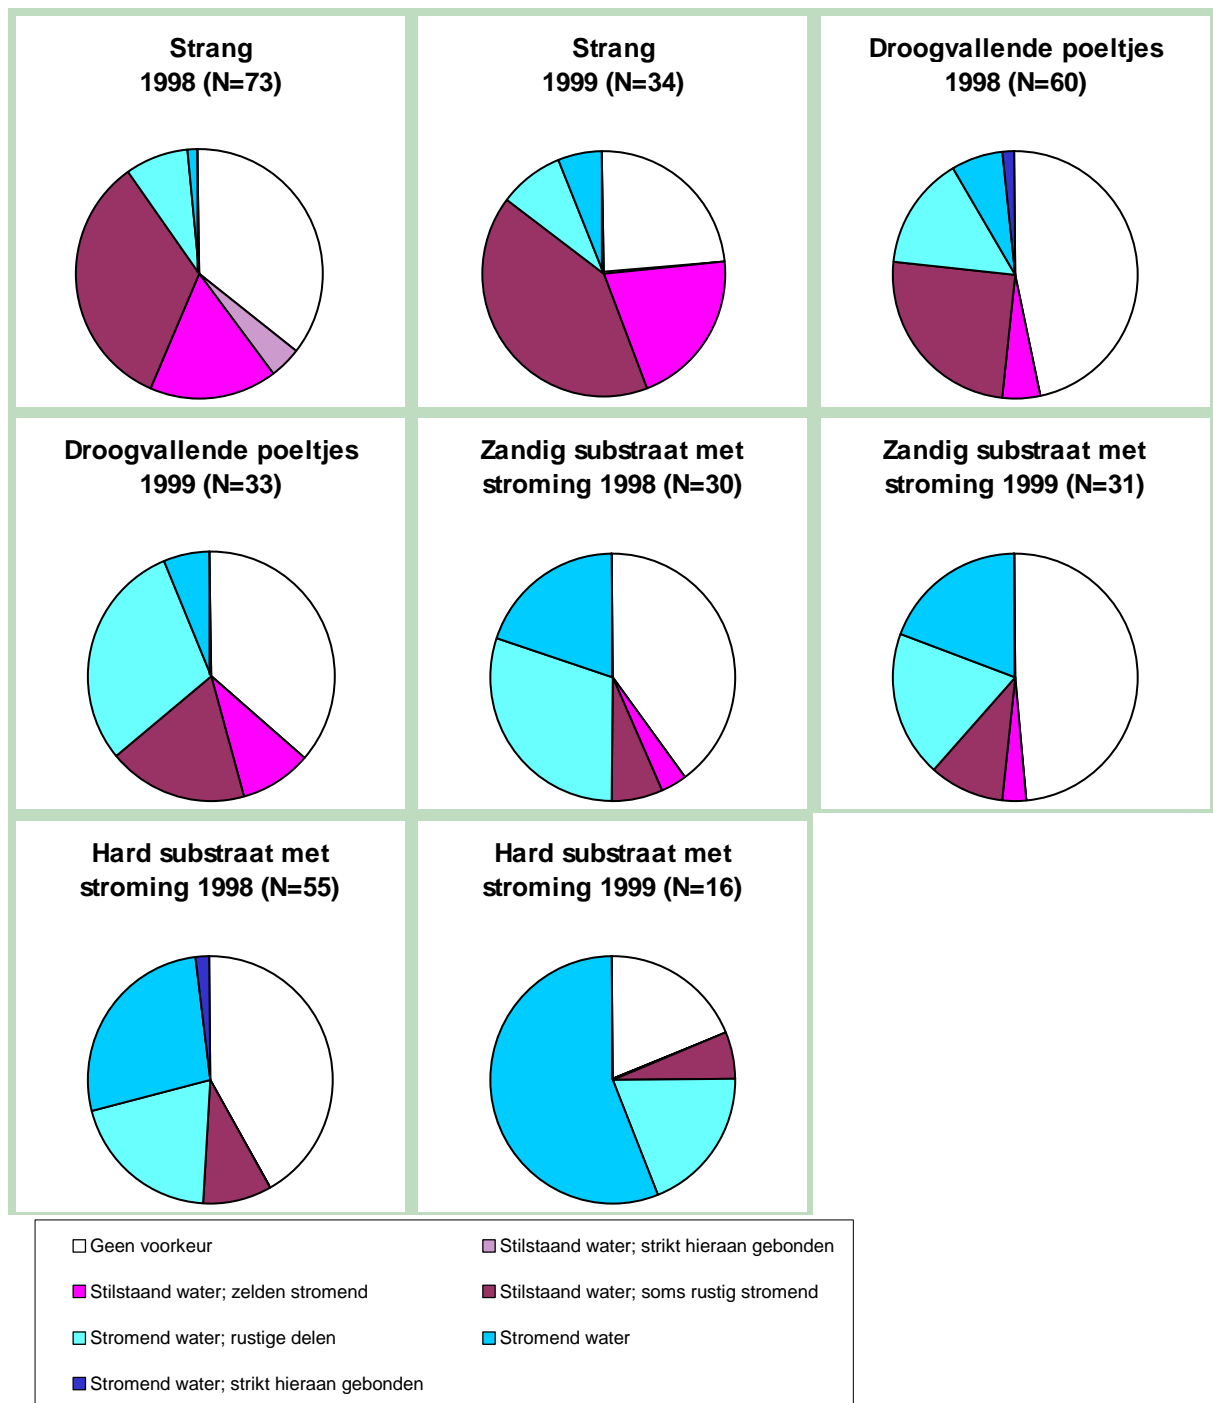 Strang
1998 (N=73)
Strang
1999 (N=34)
Droogvallende poeltjes
1998 (N=60)
Droogvallende poeltjes
1999 (N=33)
Zandig substraat met
stroming 1998 (N=30)
Zandig substraat met
stroming 1999 (N=31)
Hard substraat met
stroming 1998 (N=55)
Hard substraat met
stroming 1999 (N=16)
Geen voorkeur
Stilstaand water; strikt hieraan gebonden
Stilstaand water; zelden stromend
Stilstaand water; soms rustig stromend
Stromend water; rustige delen
Stromend water
Stromend water; strikt hieraan gebonden